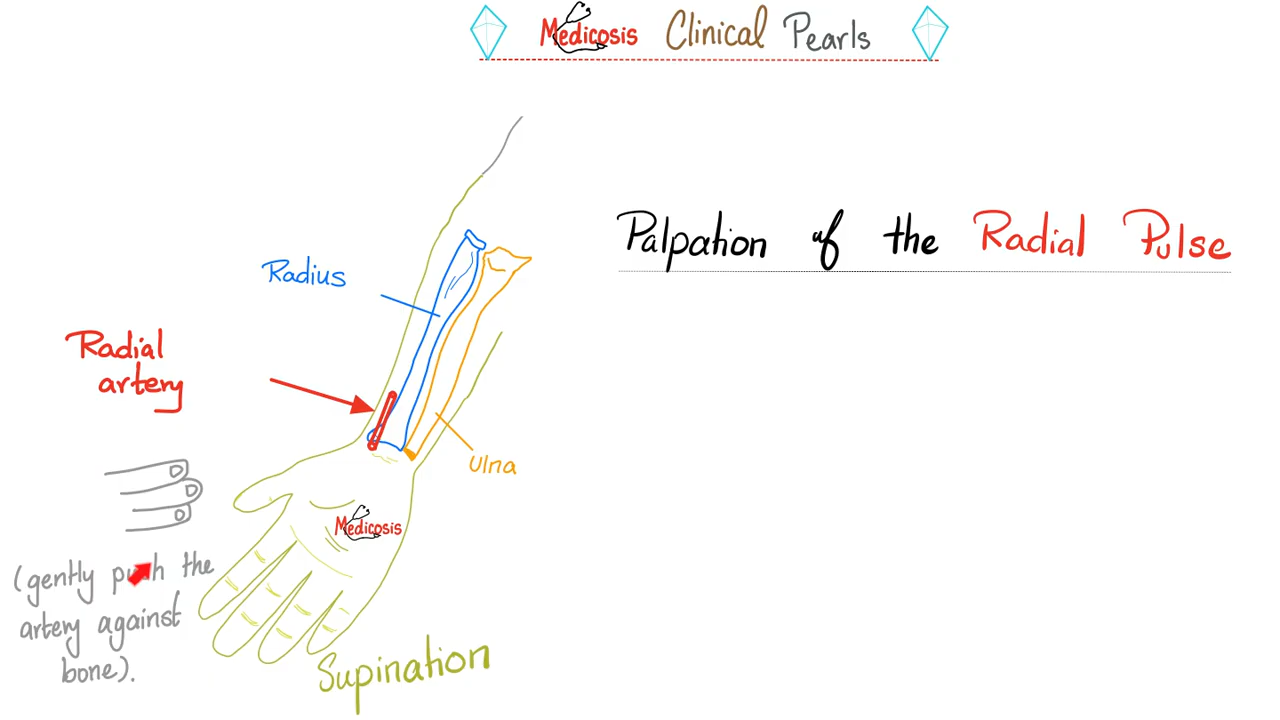 Medicosis Clinical Pearls
Palpation of the Radial Pulse
Radius
Radial
artery
Ulna
Medicosis
(gently push the
artery against
bone).
Supination